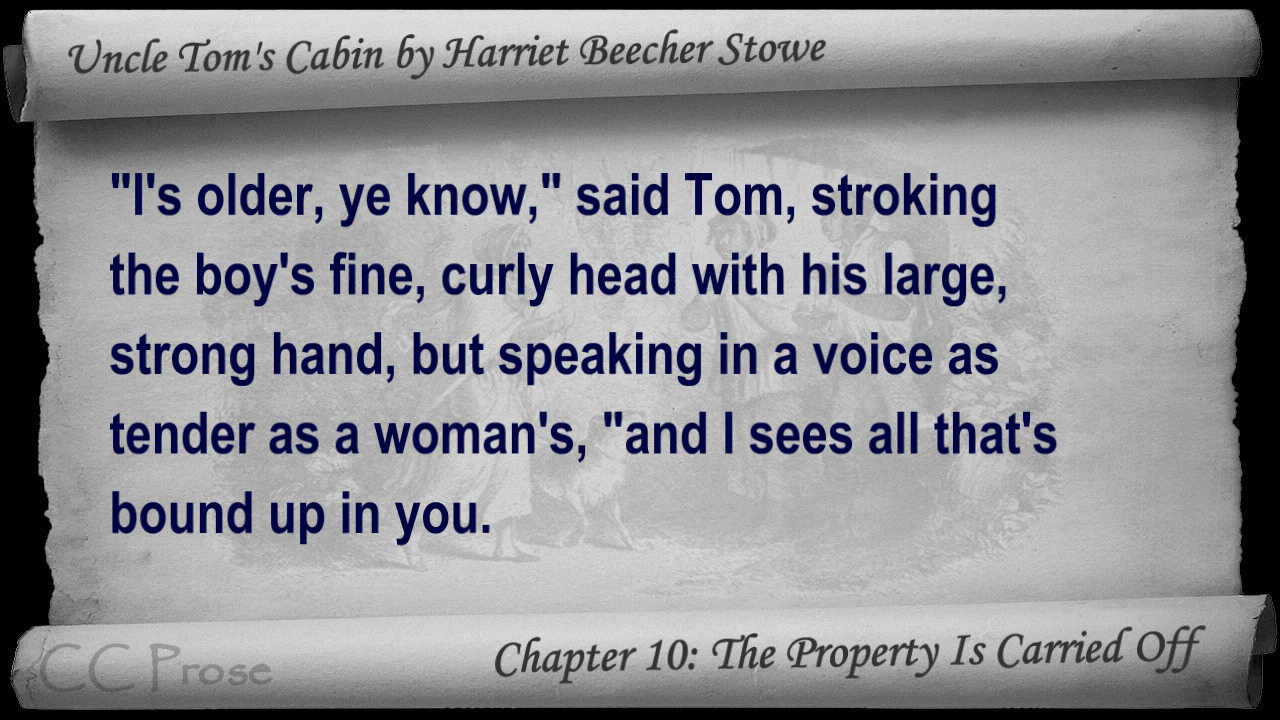 Uncle Tom's Cabin by Harriet Beecher Stowe
"I's older, ye know," said Tom, stroking
the boy's fine, curly head with his large,
strong hand, but speaking in a voice as
tender as a woman's, "and I sees all that's
bound up in you.
CC Prose
Chapter 10: The Property Is Carried Off